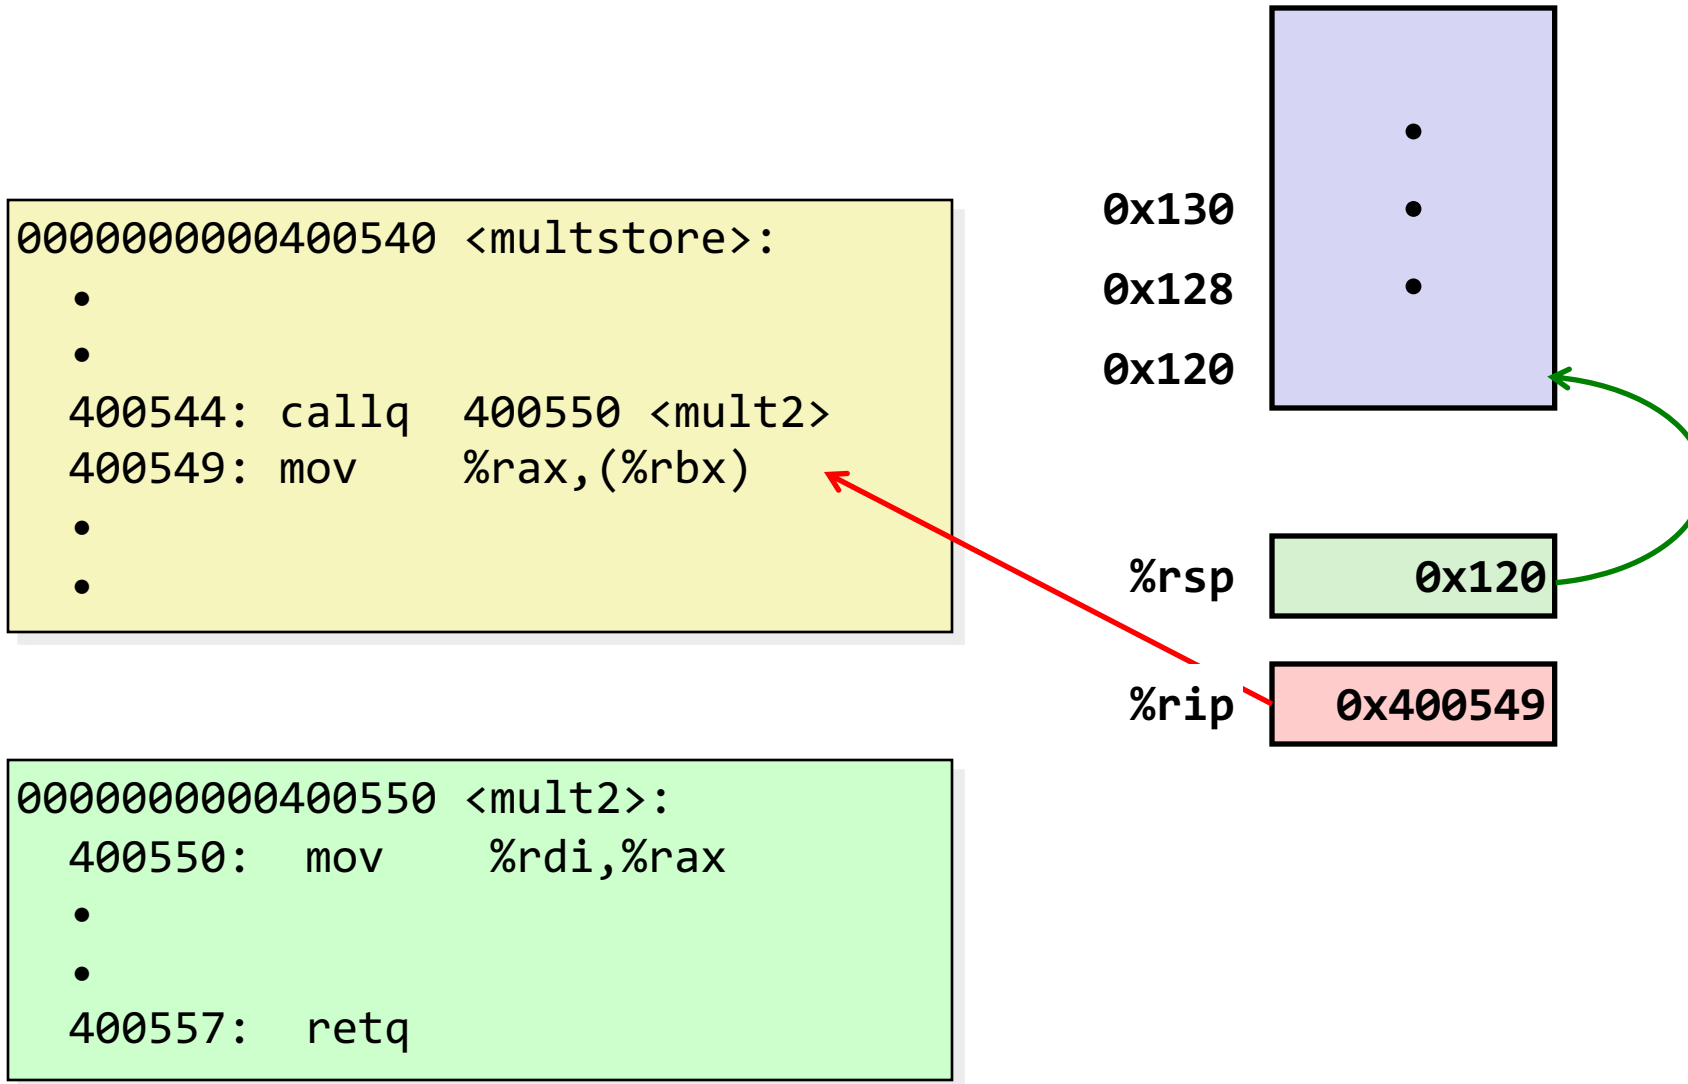 0000000000400540 <multstore>:
•
•
400544: callq 400550 <mult2>
400549: mov %rax,(%rbx)
•
•
0000000000400550 <mult2>:
400550: mov %rdi,%rax
•
•
400557: retq
•
0x130 •
0x128 •
0x120
%rsp 0x120
%rip 0x400549